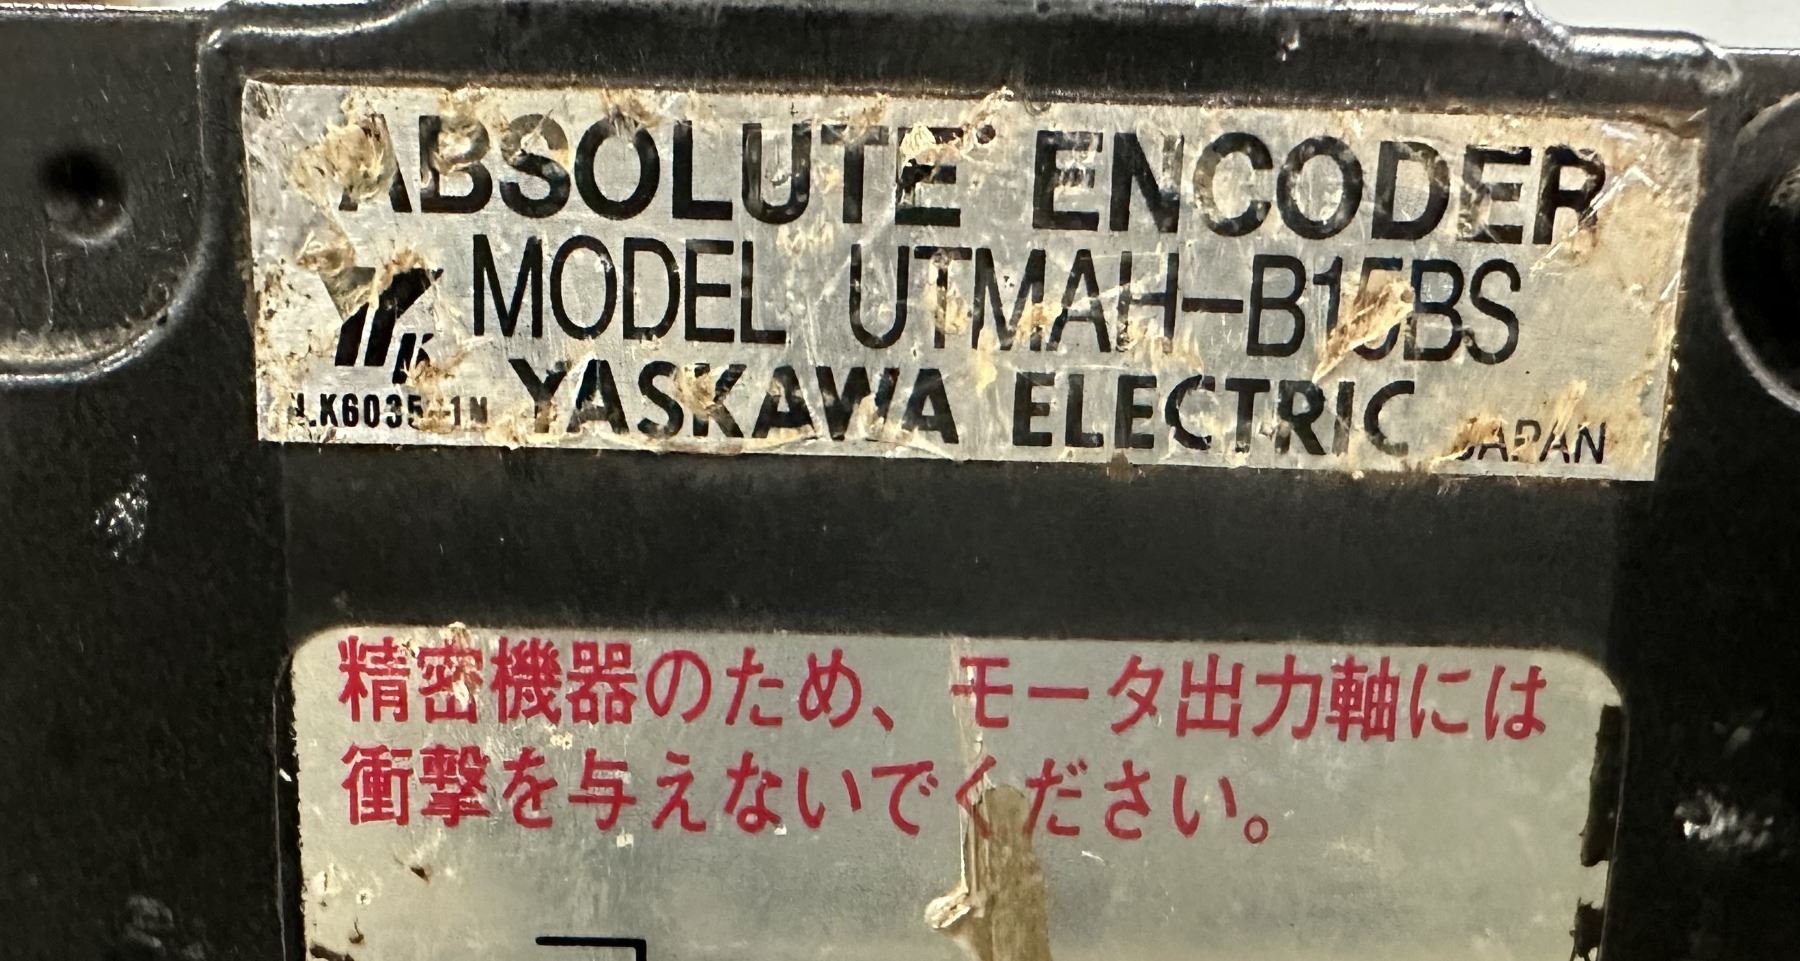 ABSOLUTE ENCODER
MODEL UTMAH-B15BS
YASKAWA ELECTRIC JAPAN
精密機器のため、モータ出力軸には
衝撃を与えないでください。